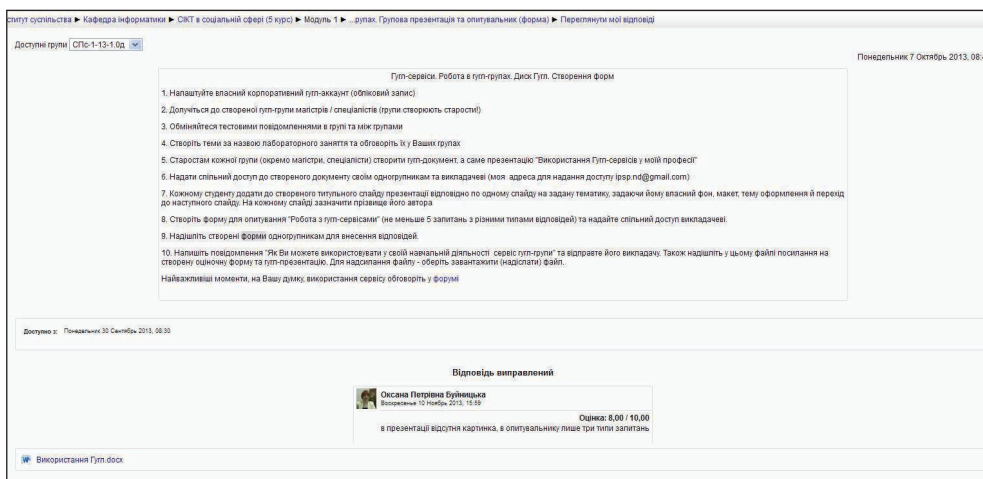 ститут суспільства ► Кафедра інформатики ► СІКТ в соціальній сфері (5 курс) ► Модуль 1 ► ...рупах. Групова презентація та опитувальник (форма) ► Переглянути мої відповіді
Доступні групи СПс-1-13-1.0д
Понедельник 7 Октябрь 2013, 08:
Гугл-сервіси. Робота в гугл-групах. Диск Гугл. Створення форм
1. Налаштуйте власний корпоративний гугл-аккаунт (обліковий запис)
2. Долучіться до створеної гугл-групи магістрів / спеціалістів (групи створюють старости!)
3. Обміняйтеся тестовими повідомленнями в групі та між групами
4. Створіть теми за назвою лабораторного заняття та обговоріть їх у Ваших групах
5. Старостам кожної групи (окремо магістри, спеціалісти) створити гугл-документ, а саме презентацію "Використання Гугл-сервісів у моїй професії"
6. Надати спільний доступ до створеного документу своїм одногрупникам та викладачеві (моя адреса для надання доступу ipsp.nd@gmail.com)
7. Кожному студенту додати до створеного титульного слайду презентації відповідно по одному слайду на задану тематику, задаючи йому власний фон, макет, тему оформлення й перехід
до наступного слайду. На кожному слайді зазначити прізвище його автора
8. Створіть форму для опитування "Робота з гугл-сервісами" (не меньше 5 запитань з різними типами відповідей) та надайте спільний доступ викладачеві.
9. Надішліть створені форми одногрупникам для внесення відповідей.
10. Напишіть повідомлення "Як Ви можете використовувати у своїй навчальній діяльності сервіс гугл-групи" та відправте його викладачу. Також надішліть у цьому файлі посилання на
створену оціночну форму та гугл-презентацію. Для надсилання файлу - оберіть завантажити (надіслати) файл.
Найважливіші моменти, на Вашу думку, використання сервісу обговоріть у форумі
Доступно з: Понедельник 30 Сентябрь 2013, 08:30
Відповідь виправлений
Оксана Петрівна Буйницька
Воскресенье 10 Ноябрь 2013, 15:59
Оцінка: 8,00 / 10,00
в презентації відсутня картинка, в опитувальнику лише три типи запитань
Використання Гугл.docx